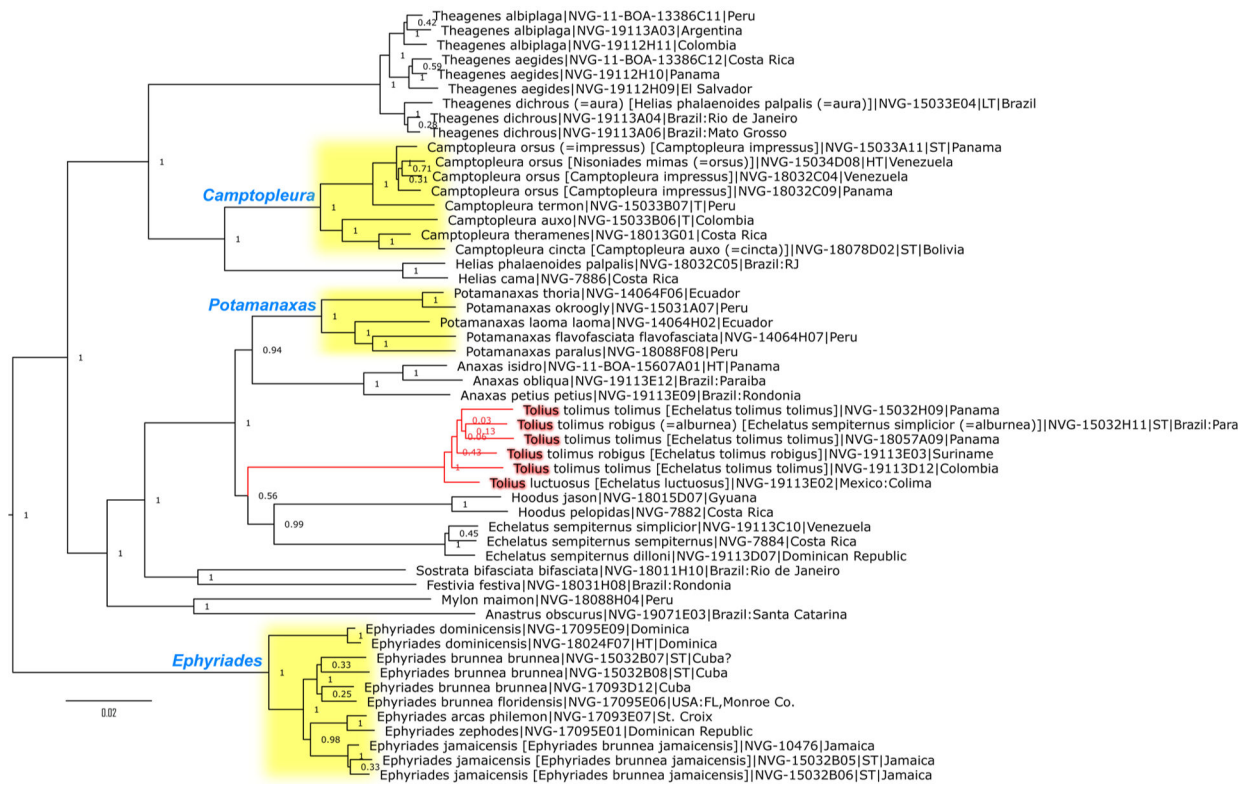 Theagenes albiplaga|NVG-11-BOA-13386C11|Peru
0.42
Theagenes albiplaga|NVG-19113A03|Argentina
1
Theagenes albiplaga|NVG-19112H11|Colombia
1
Theagenes aegides|NVG-11-BOA-13386C12|Costa Rica
0.59
Theagenes aegides|NVG-19112H10|Panama
1
1
Theagenes aegides|NVG-19112H09|El Salvador
Theagenes dichrous (=aura) [Helias phalaenoides palpalis (=aura)]|NVG-15033E04|LT|Brazil
1
Theagenes dichrous|NVG-19113A04|Brazil:Rio de Janeiro
0.28
Theagenes dichrous|NVG-19113A06|Brazil:Mato Grosso
Camptopleura orsus (=impressus) [Camptopleura impressus]|NVG-15033A11|ST|Panama
1
Camptopleura orsus [Nisoniades mimas (=orsus)]|NVG-15034D08|HT|Venezuela
1
0.71
Camptopleura orsus [Camptopleura impressus]|NVG-18032C04|Venezuela
0.31
1
Camptopleura orsus [Camptopleura impressus]|NVG-18032C09|Panama
Camptopleura
1
Camptopleura termon|NVG-15033B07|T|Peru
Camptopleura auxo|NVG-15033B06|T|Colombia
1
Camptopleura theramenes|NVG-18013G01|Costa Rica
1
1
Camptopleura cincta [Camptopleura auxo (=cincta)]|NVG-18078D02|ST|Bolivia
Helias phalaenoides palpalis|NVG-18032C05|Brazil:RJ
1
Helias cama|NVG-7886|Costa Rica
Potamanaxas thoria|NVG-14064F06|Ecuador
Potamanaxas
1
1
Potamanaxas okroogly|NVG-15031A07|Peru
Potamanaxas laoma laoma|NVG-14064H02|Ecuador
1
Potamanaxas flavofasciata flavofasciata|NVG-14064H07|Peru
1
0.94
Potamanaxas paralus|NVG-18088F08|Peru
1
Anaxas isidro|NVG-11-BOA-15607A01|HT|Panama
1
Anaxas obliqua|NVG-19113E12|Brazil:Paraiba
1
Anaxas petius petius|NVG-19113E09|Brazil:Rondonia
Tolius tolimus tolimus [Echelatus tolimus tolimus]|NVG-15032H09|Panama
0.03
1
Tolius tolimus robigus (=alburnea) [Echelatus sempiternus simplicior (=alburnea)]|NVG-15032H11|ST|Brazil:Para
0.13
0.06
Tolius tolimus tolimus [Echelatus tolimus tolimus]|NVG-18057A09|Panama
0.43
Tolius tolimus robigus [Echelatus tolimus robigus]|NVG-19113E03|Suriname
1
Tolius tolimus tolimus [Echelatus tolimus tolimus]|NVG-19113D12|Colombia
Tolius luctuosus [Echelatus luctuosus]|NVG-19113E02|Mexico:Colima
0.56
Hoodus jason|NVG-18015D07|Gyuana
1
Hoodus pelopidas|NVG-7882|Costa Rica
1
0.99
Echelatus sempiternus simplicior|NVG-19113C10|Venezuela
0.45
Echelatus sempiternus sempiternus|NVG-7884|Costa Rica
1
1
Echelatus sempiternus dilloni|NVG-19113D07|Dominican Republic
Sostrata bifasciata bifasciata|NVG-18011H10|Brazil:Rio de Janeiro
1
Festivia festiva|NVG-18031H08|Brazil:Rondonia
Mylon maimon|NVG-18088H04|Peru
1
Anastrus obscurus|NVG-19071E03|Brazil:Santa Catarina
Ephyriades dominicensis|NVG-17095E09|Dominica
1
Ephyriades dominicensis|NVG-18024F07|HT|Dominica
Ephyriades
Ephyriades brunnea brunnea|NVG-15032B07|ST|Cuba?
0.33
1
Ephyriades brunnea brunnea|NVG-15032B08|ST|Cuba
1
Ephyriades brunnea brunnea|NVG-17093D12|Cuba
0.25
Ephyriades brunnea floridensis|NVG-17095E06|USA:FL,Monroe Co.
1
Ephyriades arcas philemon|NVG-17093E07|St. Croix
1
Ephyriades zephodes|NVG-17095E01|Dominican Republic
0.98
Ephyriades jamaicensis [Ephyriades brunnea jamaicensis]|NVG-10476|Jamaica
1
Ephyriades jamaicensis [Ephyriades brunnea jamaicensis]|NVG-15032B05|ST|Jamaica
0.33
Ephyriades jamaicensis [Ephyriades brunnea jamaicensis]|NVG-15032B06|ST|Jamaica
0.02